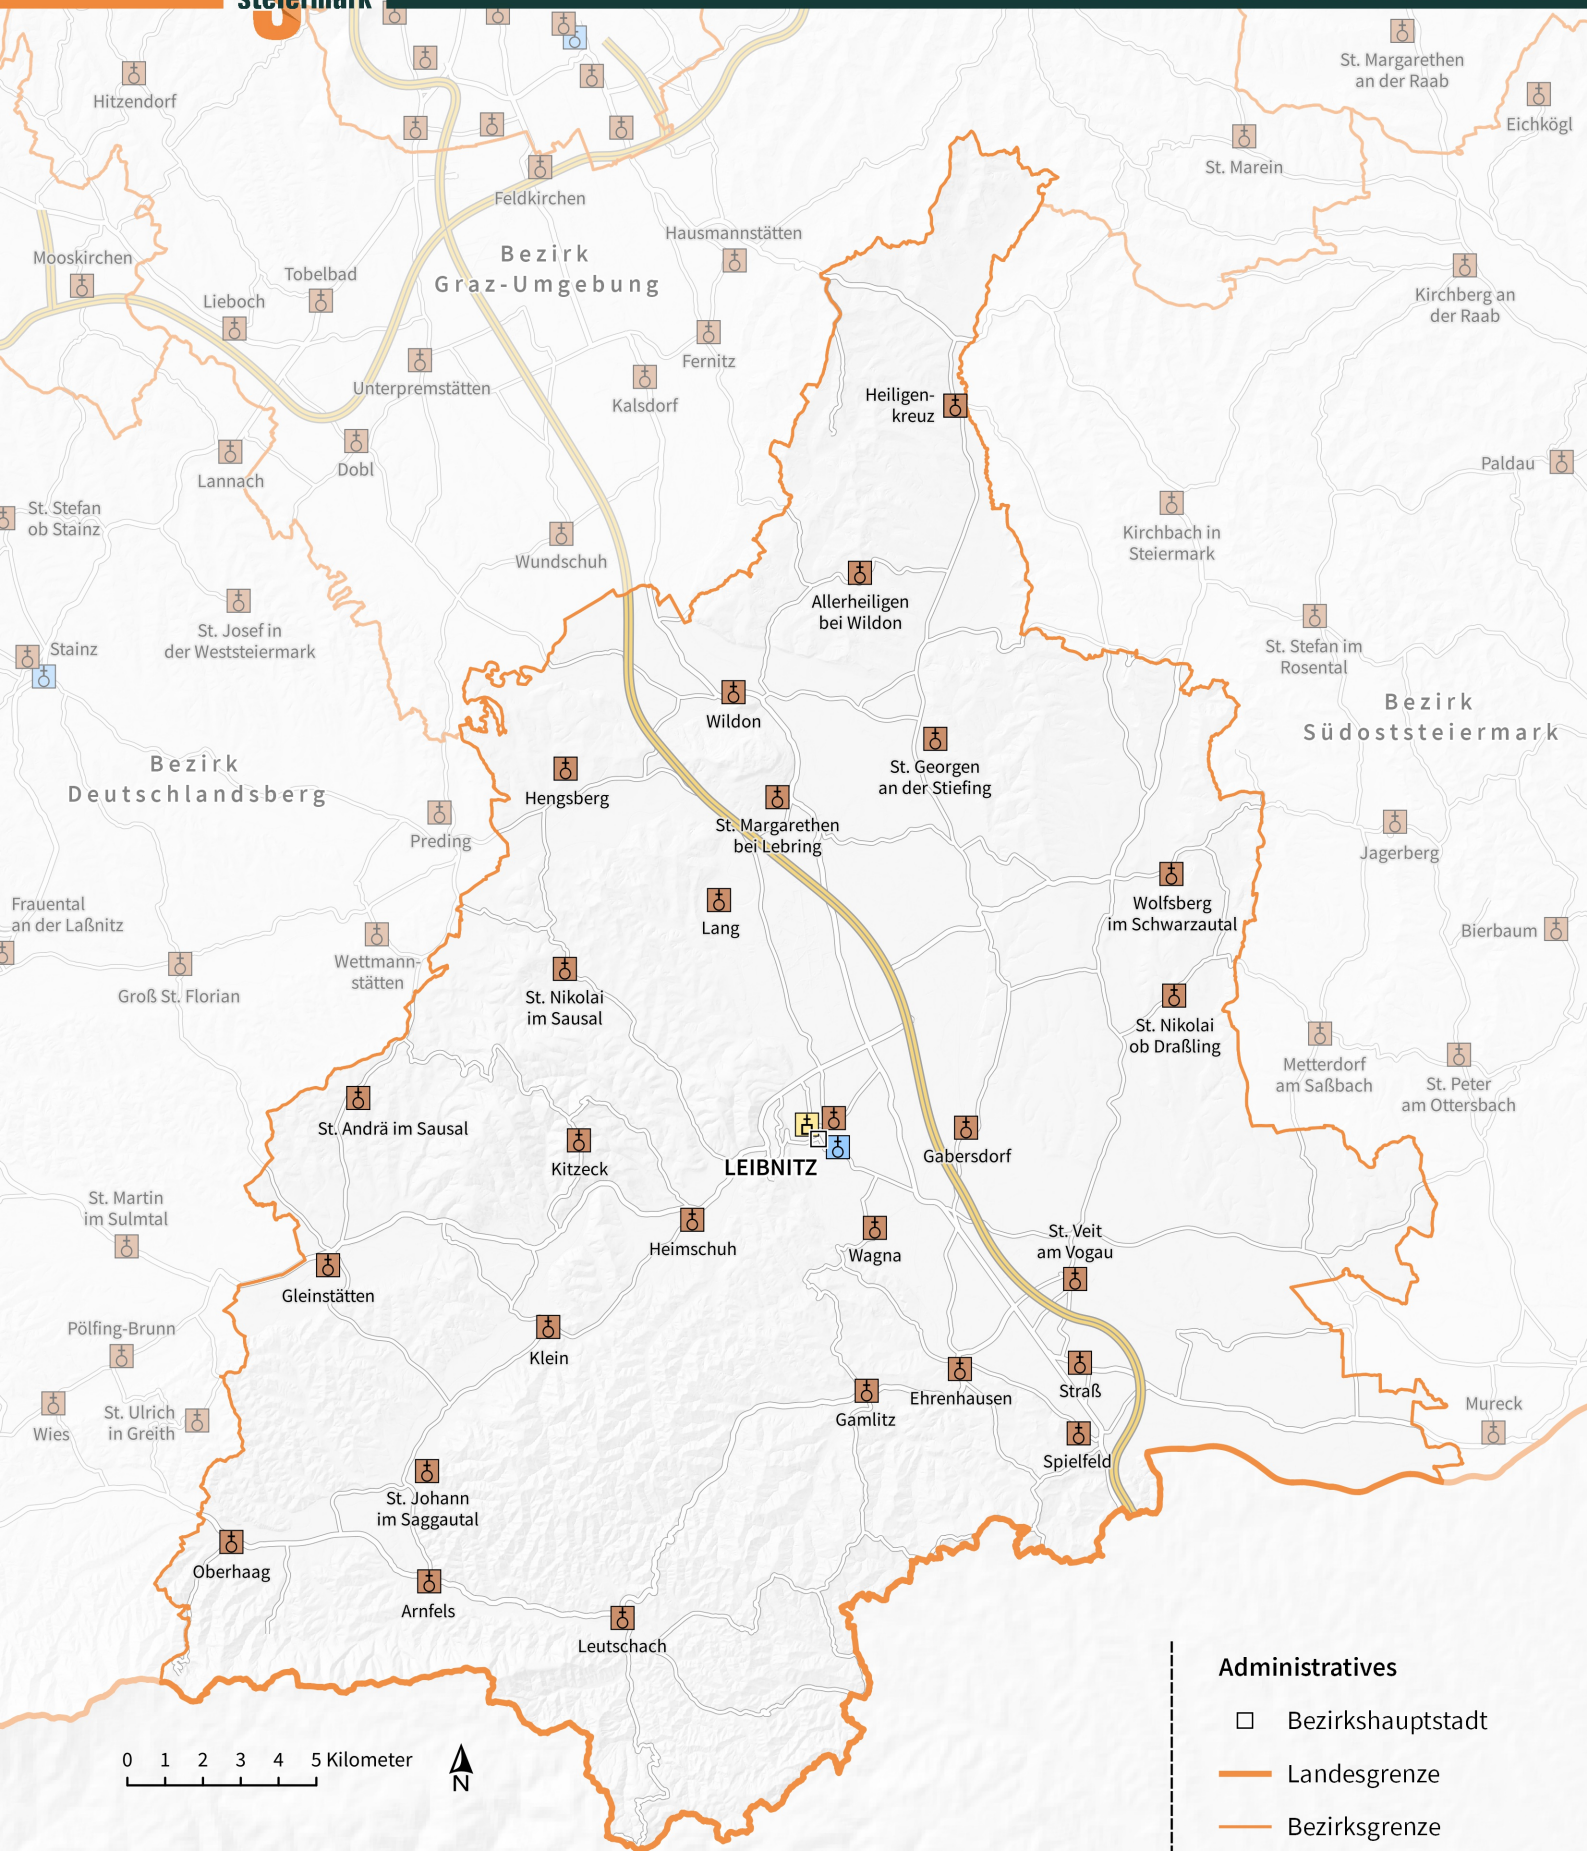 Steiermark
St. Margarethen
an der Raab
Hitzendorf
Eichkögl
St. Marein
Feldkirchen
Hausmannstätten
Bezirk
Graz-Umgebung
Mooskirchen
Tobelbad
Lieboch
Kirchberg an
der Raab
Fernitz
Unterpremstätten
Kalsdorf
Heiligen-
kreuz
Dobl
Lannach
Paldau
St. Stefan
ob Stainz
Kirchbach in
Steiermark
Wundschuh
Allerheiligen
bei Wildon
St. Josef in
der Weststeiermark
Stainz
St. Stefan im
Rosental
Bezirk
Südoststeiermark
Wildon
Bezirk
Deutschlandsberg
St. Georgen
an der Stiefing
Hengsberg
St. Margarethen
bei Lebring
Preding
Jagerberg
Frauental
an der Laßnitz
Lang
Wolfsberg
im Schwarzautal
Bierbaum
Wettmann-
stätten
Groß St. Florian
St. Nikolai
im Sausal
St. Nikolai
ob Draßling
Metterdorf
am Saßbach
St. Peter
am Ottersbach
St. Andrä im Sausal
Kitzeck
LEIBNITZ
Gabersdorf
St. Martin
im Sulmtal
Heimschuh
Wagna
St. Veit
am Vogau
Gleinstätten
Pölfing-Brunn
Klein
Ehrenhausen
Straß
Gamlitz
Wies
St. Ulrich
in Greith
Mureck
Spielfeld
St. Johann
im Saggautal
Oberhaag
Arnfels
Leutschach
0 1 2 3 4 5 Kilometer
N
Administratives
Bezirkshauptstadt
Landesgrenze
Bezirksgrenze